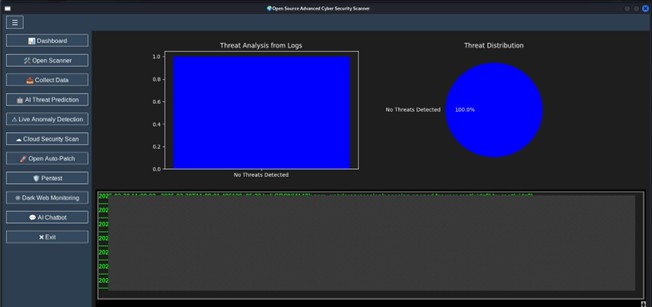 Open Source Advanced Cyber Security Scanner
Dashboard
Open Scanner
Collect Data
AI Threat Prediction
Live Anomaly Detection
Cloud Security Scan
Open Auto-Patch
Pentest
Dark Web Monitoring
AI Chatbot
Exit
Threat Analysis from Logs
1.0
0.8
0.6
0.4
0.2
0.0
No Threats Detected
Threat Distribution
No Threats Detected
100.0%
202
202
202
202
202
202
202